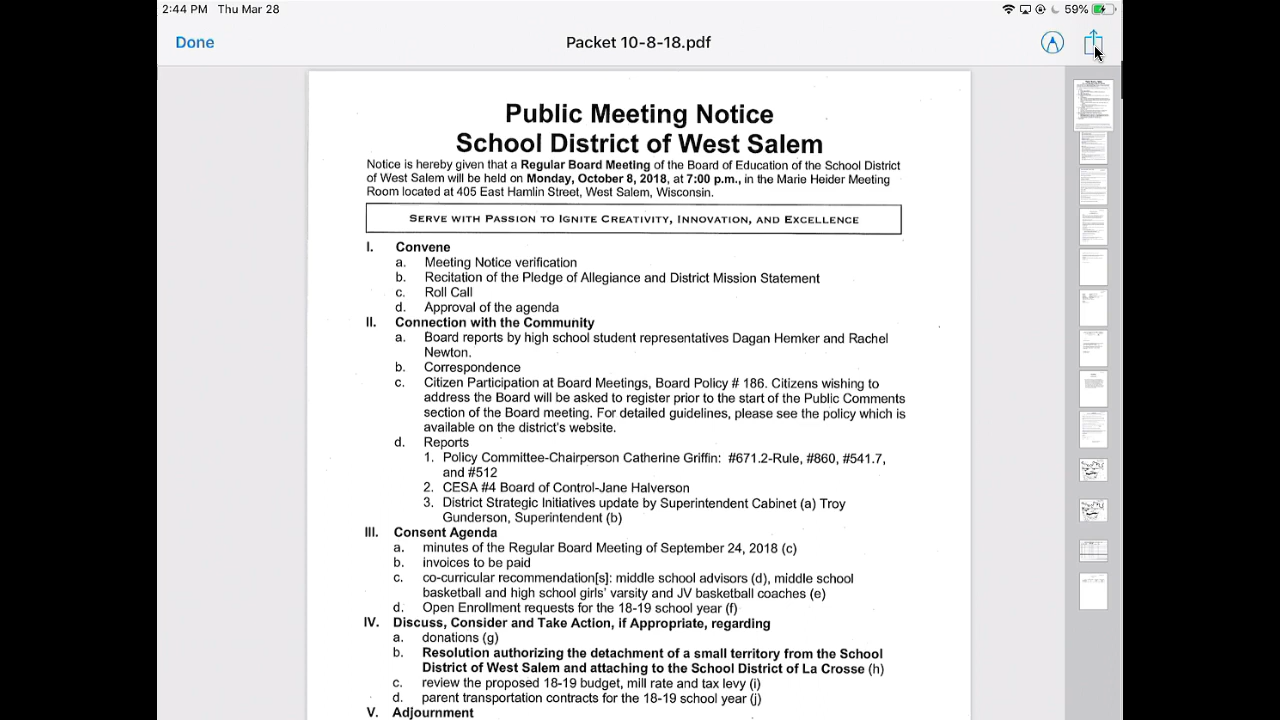 2:44 PM Thu Mar 28 59%
Done Packet 10-8-18.pdf
Public Meeting Notice
School District of West Salem
Notice is hereby given that a Regular Board Meeting of the Board of Education of the School District
of West Salem will be held on Monday, October 8, 2018, at 7:00 p.m., in the Marie Heider Meeting
Room located at 405 East Hamlin Street, West Salem, Wisconsin.
SERVE WITH PASSION TO IGNITE CREATIVITY, INNOVATION, AND EXCELLENCE
I. Convene
Meeting Notice verification
b. Recitation of the Pledge of Allegiance and District Mission Statement
c. Roll Call
d. Approval of the agenda
II. Connection with the Community
a. Board reports by high school student representatives Dagan Hemker and Rachel
Newton.
b. Correspondence
Citizen Participation at Board Meetings, Board Policy # 186. Citizens wishing to
address the Board will be asked to register prior to the start of the Public Comments
section of the Board meeting. For detailed guidelines, please see the policy which is
available on the district's website.
d. Reports
1. Policy Committee-Chairperson Catherine Griffin: #671.2-Rule, #860, #541.7,
and #512
2. CESA #4 Board of Control-Jane Halverson
3. District Strategic Initiatives update by Superintendent Cabinet (a) Troy
Gunderson, Superintendent (b)
III. Consent Agenda
a. minutes of the Regular Board Meeting of September 24, 2018 (c)
b. invoices to be paid
c. co-curricular recommendation[s]: middle school advisors (d), middle school
basketball and high school girls' varsity and JV basketball coaches (e)
d. Open Enrollment requests for the 18-19 school year (f)
IV. Discuss, Consider and Take Action, if Appropriate, regarding
a. donations (g)
b. Resolution authorizing the detachment of a small territory from the School
District of West Salem and attaching to the School District of La Crosse (h)
c. review the proposed 18-19 budget, mill rate and tax levy (i)
d. parent transportation contracts for the 18-19 school year (j)
V. Adjournment